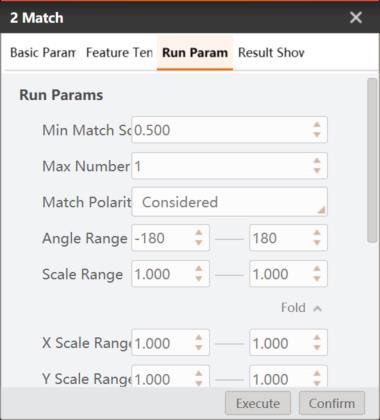 2 Match
Basic Param Feature Ten Run Param Result Shov
Run Params
Min Match Sc 0.500
Max Number 1
Match Polarit Considered
Angle Range -180 180
Scale Range 1.000 1.000
Fold
X Scale Range 1.000 1.000
Y Scale Range 1.000 1.000
Execute Confirm